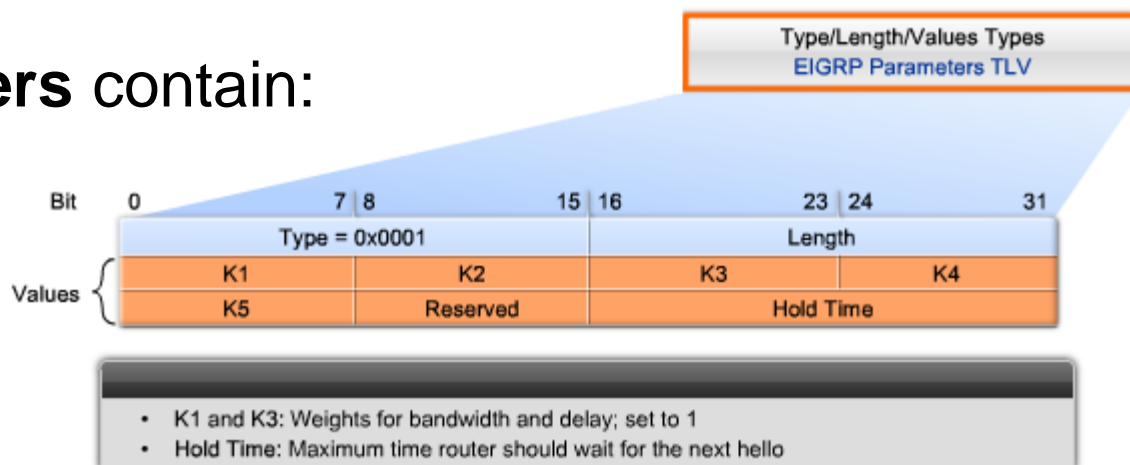 Type/Length/Values Types
EIGRP Parameters TLV
ers contain:
Bit 0 7 8 15 16 23 24 31
Type = 0x0001 Length
K1 K2 K3 K4
Values
K5 Reserved Hold Time
• K1 and K3: Weights for bandwidth and delay; set to 1
• Hold Time: Maximum time router should wait for the next hello